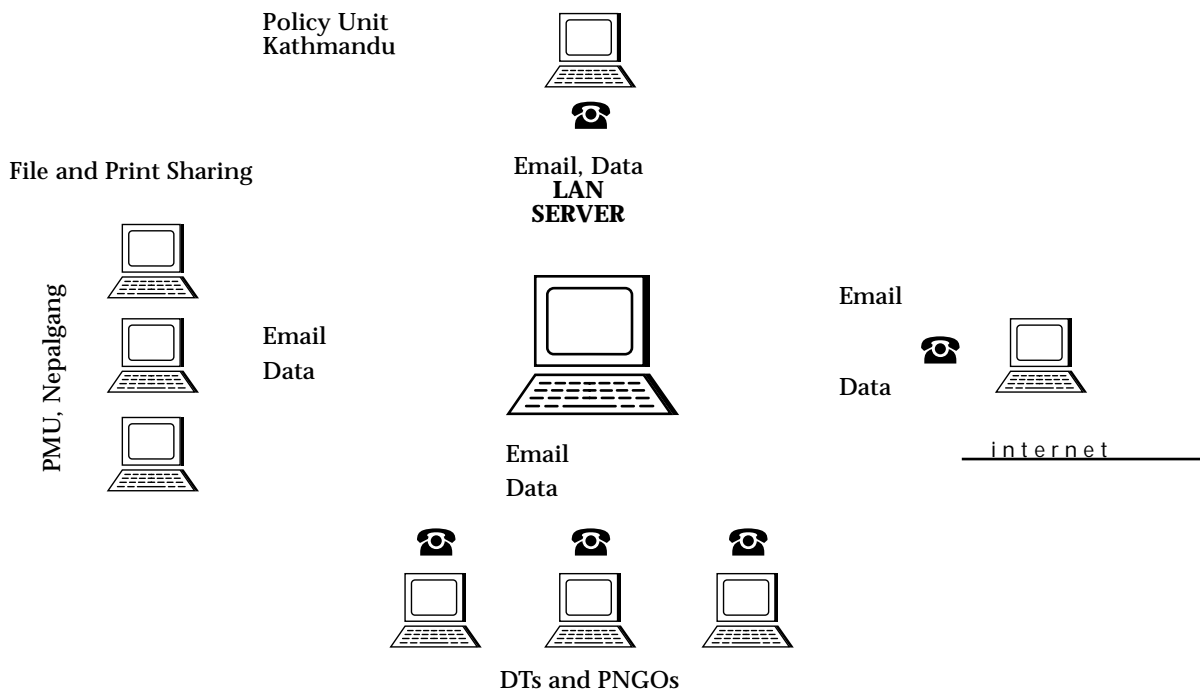 Policy Unit
Kathmandu
File and Print Sharing
Email, Data
LAN
SERVER
PMU, Nepalgang
Email
Data
Email
Data
internet
Email
Data
DTs and PNGOs